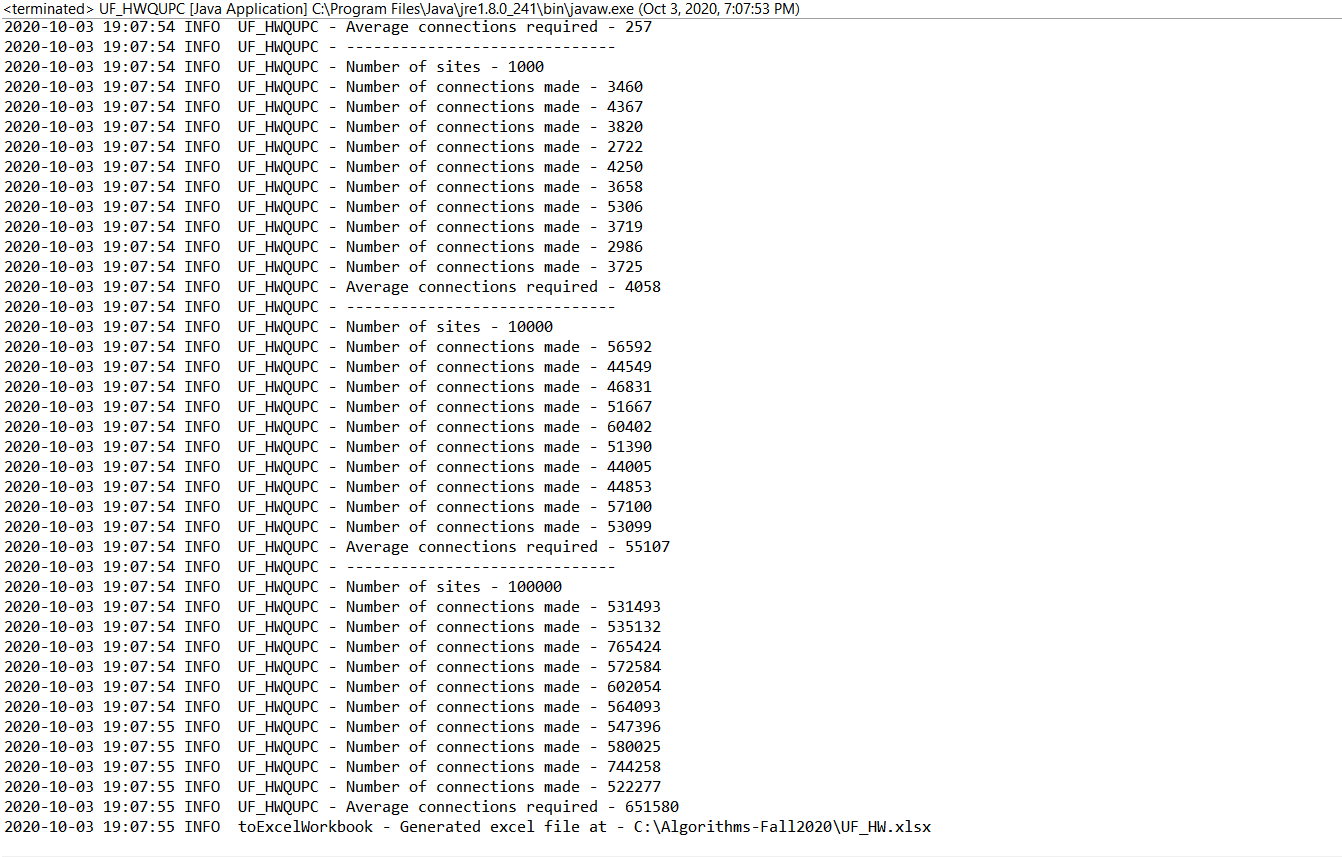 <terminated> UF_HWQUPC [Java Application] C:\Program Files\Java\jre1.8.0_241\bin\javaw.exe (Oct 3, 2020, 7:07:53 PM)
2020-10-03 19:07:54 INFO  UF_HWQUPC - Average connections required - 257
2020-10-03 19:07:54 INFO  UF_HWQUPC - ------------------------------
2020-10-03 19:07:54 INFO  UF_HWQUPC - Number of sites - 1000
2020-10-03 19:07:54 INFO  UF_HWQUPC - Number of connections made - 3460
2020-10-03 19:07:54 INFO  UF_HWQUPC - Number of connections made - 4367
2020-10-03 19:07:54 INFO  UF_HWQUPC - Number of connections made - 3820
2020-10-03 19:07:54 INFO  UF_HWQUPC - Number of connections made - 2722
2020-10-03 19:07:54 INFO  UF_HWQUPC - Number of connections made - 4250
2020-10-03 19:07:54 INFO  UF_HWQUPC - Number of connections made - 3658
2020-10-03 19:07:54 INFO  UF_HWQUPC - Number of connections made - 5306
2020-10-03 19:07:54 INFO  UF_HWQUPC - Number of connections made - 3719
2020-10-03 19:07:54 INFO  UF_HWQUPC - Number of connections made - 2986
2020-10-03 19:07:54 INFO  UF_HWQUPC - Number of connections made - 3725
2020-10-03 19:07:54 INFO  UF_HWQUPC - Average connections required - 4058
2020-10-03 19:07:54 INFO  UF_HWQUPC - ------------------------------
2020-10-03 19:07:54 INFO  UF_HWQUPC - Number of sites - 10000
2020-10-03 19:07:54 INFO  UF_HWQUPC - Number of connections made - 56592
2020-10-03 19:07:54 INFO  UF_HWQUPC - Number of connections made - 44549
2020-10-03 19:07:54 INFO  UF_HWQUPC - Number of connections made - 46831
2020-10-03 19:07:54 INFO  UF_HWQUPC - Number of connections made - 51667
2020-10-03 19:07:54 INFO  UF_HWQUPC - Number of connections made - 60402
2020-10-03 19:07:54 INFO  UF_HWQUPC - Number of connections made - 51390
2020-10-03 19:07:54 INFO  UF_HWQUPC - Number of connections made - 44005
2020-10-03 19:07:54 INFO  UF_HWQUPC - Number of connections made - 44853
2020-10-03 19:07:54 INFO  UF_HWQUPC - Number of connections made - 57100
2020-10-03 19:07:54 INFO  UF_HWQUPC - Number of connections made - 53099
2020-10-03 19:07:54 INFO  UF_HWQUPC - Average connections required - 55107
2020-10-03 19:07:54 INFO  UF_HWQUPC - ------------------------------
2020-10-03 19:07:54 INFO  UF_HWQUPC - Number of sites - 100000
2020-10-03 19:07:54 INFO  UF_HWQUPC - Number of connections made - 531493
2020-10-03 19:07:54 INFO  UF_HWQUPC - Number of connections made - 535132
2020-10-03 19:07:54 INFO  UF_HWQUPC - Number of connections made - 765424
2020-10-03 19:07:54 INFO  UF_HWQUPC - Number of connections made - 572584
2020-10-03 19:07:54 INFO  UF_HWQUPC - Number of connections made - 602054
2020-10-03 19:07:54 INFO  UF_HWQUPC - Number of connections made - 564093
2020-10-03 19:07:55 INFO  UF_HWQUPC - Number of connections made - 547396
2020-10-03 19:07:55 INFO  UF_HWQUPC - Number of connections made - 580025
2020-10-03 19:07:55 INFO  UF_HWQUPC - Number of connections made - 744258
2020-10-03 19:07:55 INFO  UF_HWQUPC - Number of connections made - 522277
2020-10-03 19:07:55 INFO  UF_HWQUPC - Average connections required - 651580
2020-10-03 19:07:55 INFO  toExcelWorkbook - Generated excel file at - C:\Algorithms-Fall2020\UF_HW.xlsx